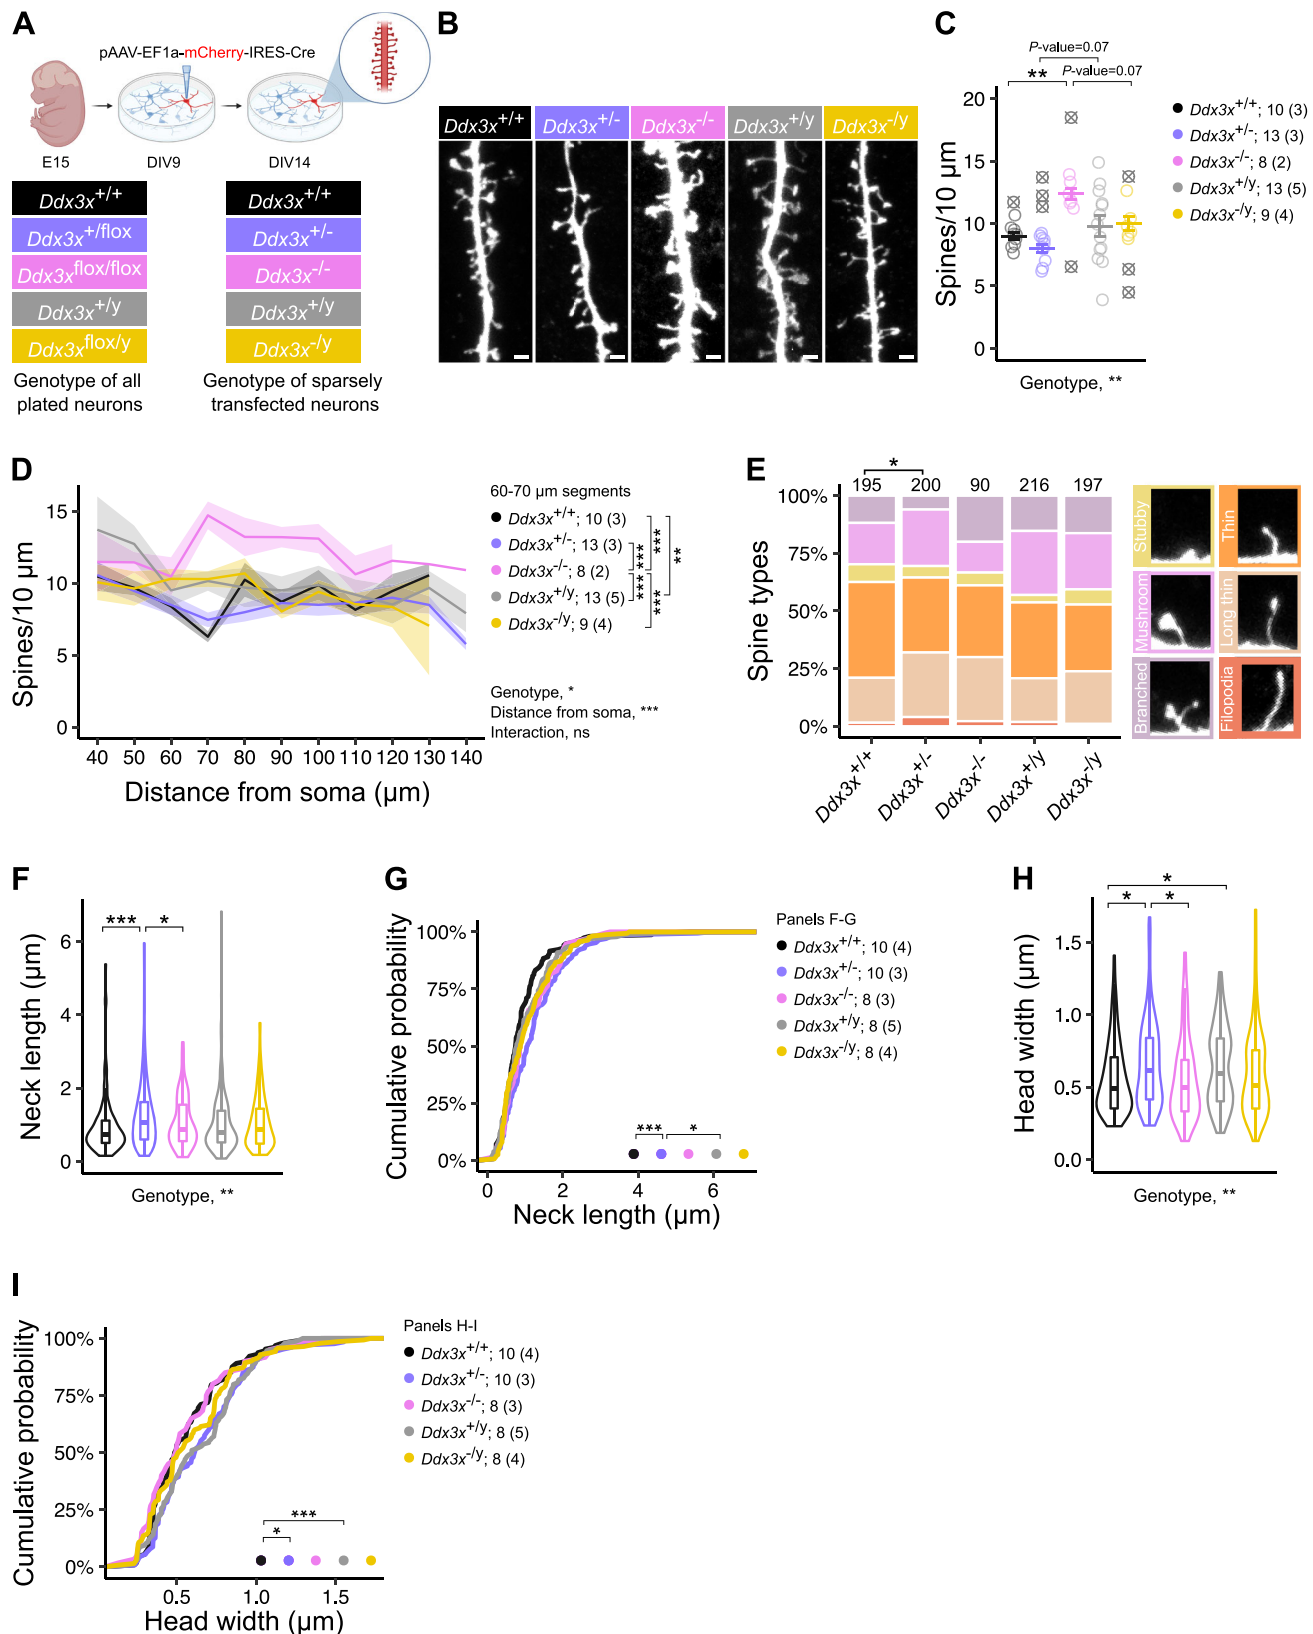 A
pAAV-EF1a-mCherry-IRES-Cre
E15
DIV9
DIV14
Ddx3x+/+
Ddx3x+/flox
Ddx3xflox/flox
Ddx3x+/y
Ddx3xflox/y
Genotype of all
plated neurons
Ddx3x+/+
Ddx3x+/-
Ddx3x-/-
Ddx3x+/y
Ddx3x-/y
Genotype of sparsely
transfected neurons
B
Ddx3x+/+
Ddx3x+/-
Ddx3x-/-
Ddx3x+/y
Ddx3x-/y
C
P-value=0.07
** P-value=0.07
Spines/10 µm
20
15
10
5
0
Genotype, **
Ddx3x+/+; 10 (3)
Ddx3x+/-; 13 (3)
Ddx3x-/-; 8 (2)
Ddx3x+/y; 13 (5)
Ddx3x-/y; 9 (4)
D
Spines/10 µm
15
10
5
0
40 50 60 70 80 90 100 110 120 130 140
Distance from soma (µm)
60-70 µm segments
Ddx3x+/+; 10 (3)
Ddx3x+/-; 13 (3)
Ddx3x-/-; 8 (2)
Ddx3x+/y; 13 (5)
Ddx3x-/y; 9 (4)
***
***
***
***
**
Genotype, *
Distance from soma, ***
Interaction, ns
E
*
195 200 90 216 197
Spine types
100%
75%
50%
25%
0%
Ddx3x+/+
Ddx3x+/-
Ddx3x-/-
Ddx3x+/y
Ddx3x-/y
Stubby
Thin
Mushroom
Long thin
Branched
Filopodia
F
*** *
Neck length (µm)
6
4
2
0
Genotype, **
G
Cumulative probability
100%
75%
50%
25%
0%
*** *
0 2 4 6
Neck length (µm)
Panels F-G
Ddx3x+/+; 10 (4)
Ddx3x+/-; 10 (3)
Ddx3x-/-; 8 (3)
Ddx3x+/y; 8 (5)
Ddx3x-/y; 8 (4)
H
*
* *
Head width (µm)
1.5
1.0
0.5
0.0
Genotype, **
I
Cumulative probability
100%
75%
50%
25%
0%
***
*
0.5 1.0 1.5
Head width (µm)
Panels H-I
Ddx3x+/+; 10 (4)
Ddx3x+/-; 10 (3)
Ddx3x-/-; 8 (3)
Ddx3x+/y; 8 (5)
Ddx3x-/y; 8 (4)